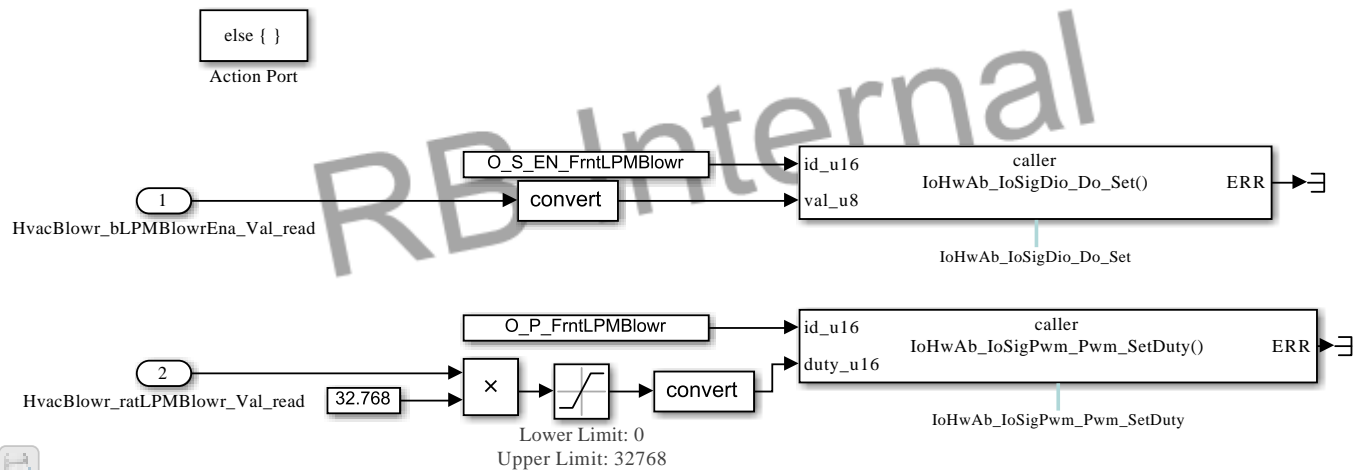 else { }
Action Port
RB Internal
O_S_EN_FrntLPMBlowr
id_u16
caller
IoHwAb_IoSigDio_Do_Set()
ERR
1
convert
val_u8
HvacBlowr_bLPMBlowrEna_Val_read
IoHwAb_IoSigDio_Do_Set
O_P_FrntLPMBlowr
id_u16
caller
IoHwAb_IoSigPwm_Pwm_SetDuty()
ERR
duty_u16
2
×
convert
32.768
HvacBlowr_ratLPMBlowr_Val_read
IoHwAb_IoSigPwm_Pwm_SetDuty
Lower Limit: 0
Upper Limit: 32768